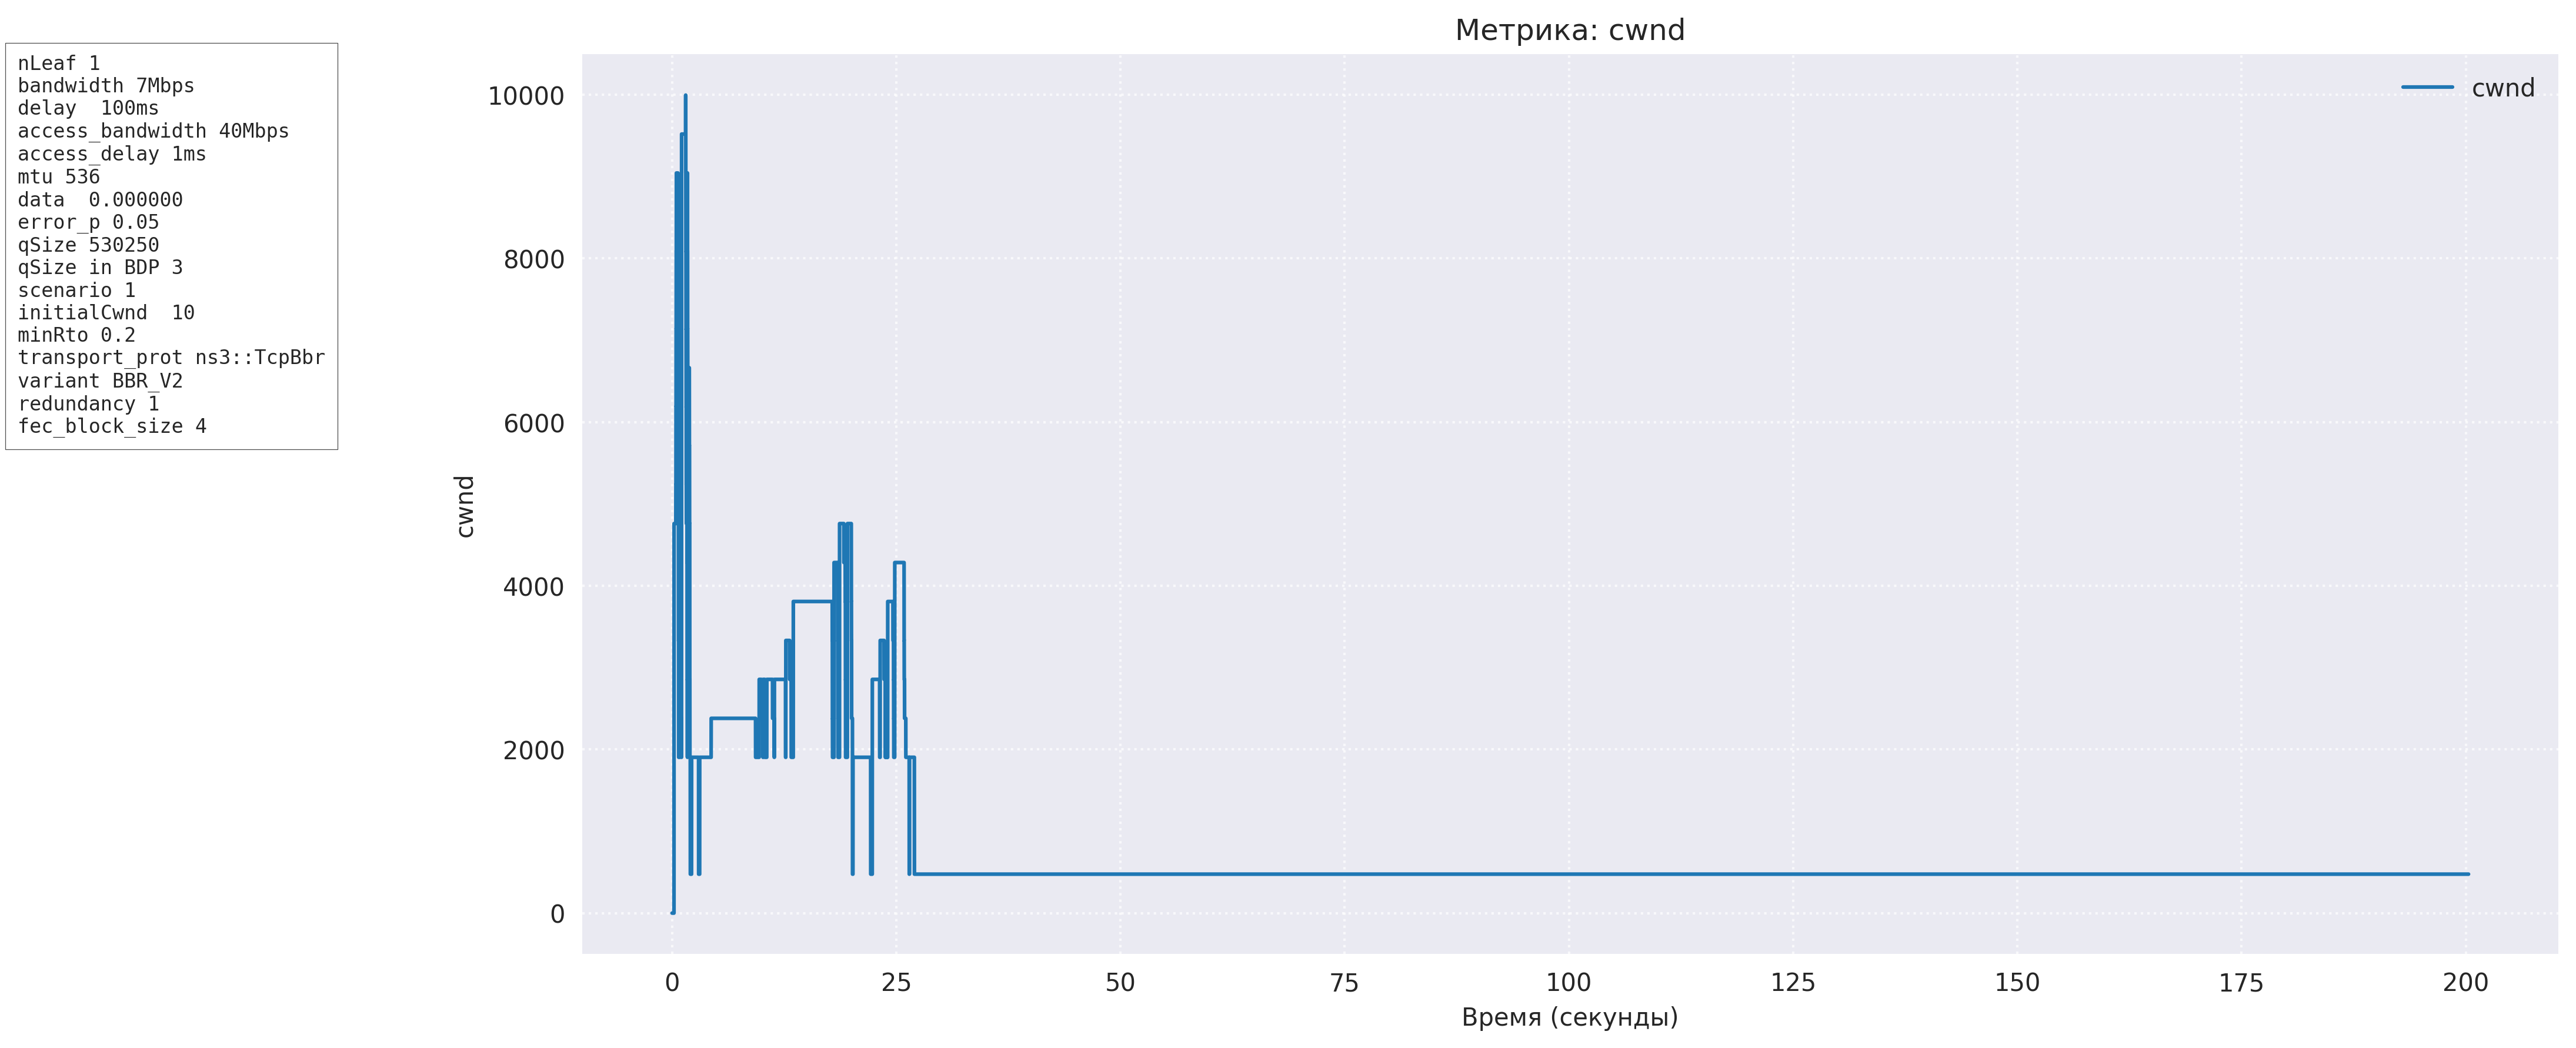 Метрика: cwnd
nLeaf 1
bandwidth 7Mbps
delay  100ms
access_bandwidth 40Mbps
access_delay 1ms
mtu 536
data  0.000000
error_p 0.05
qSize 530250
qSize in BDP 3
scenario 1
initialCwnd  10
minRto 0.2
transport_prot ns3::TcpBbr
variant BBR_V2
redundancy 1
fec_block_size 4
cwnd
10000
8000
6000
4000
2000
0
cwnd
0 25 50 75 100 125 150 175 200
Время (секунды)